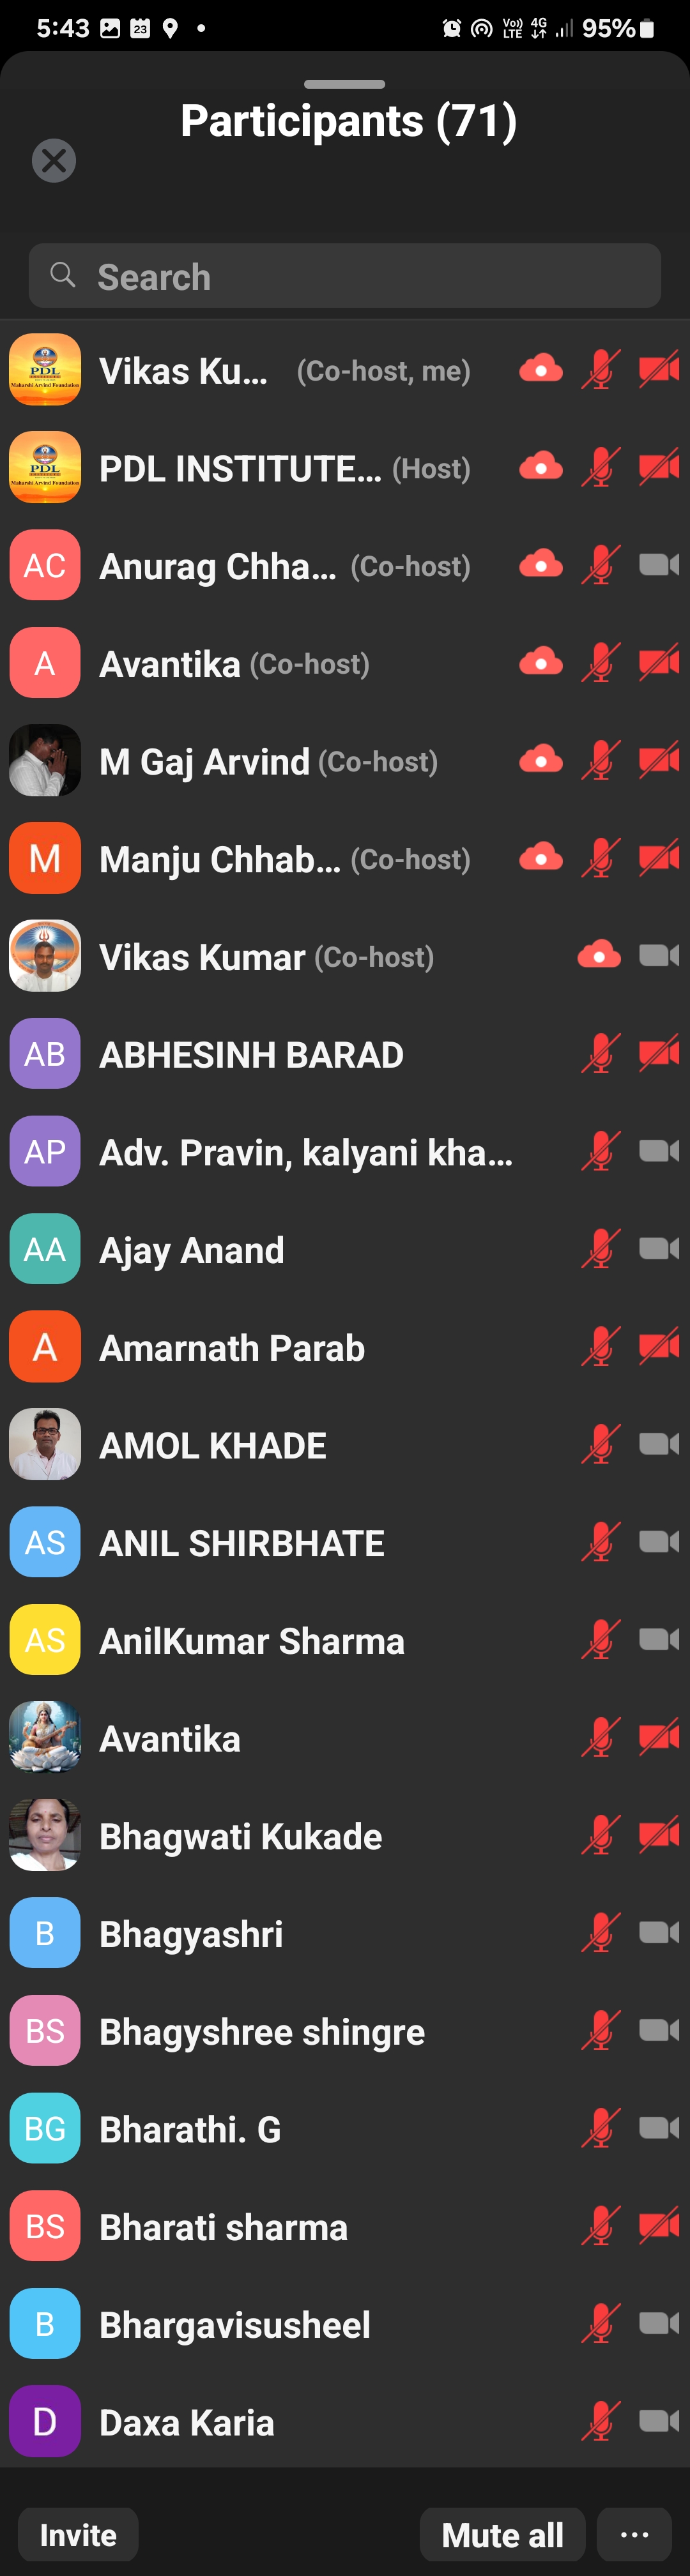 5:43 23 Vo)) LTE 4G 95%
Participants (71)
Search
PDL
Maharshi Arvind Foundation
Vikas Ku... (Co-host, me)
PDL
Maharshi Arvind Foundation
PDL INSTITUTE... (Host)
AC Anurag Chha... (Co-host)
A Avantika (Co-host)
M Gaj Arvind (Co-host)
M Manju Chhab... (Co-host)
Vikas Kumar (Co-host)
AB ABHESINH BARAD
AP Adv. Pravin, kalyani kha...
AA Ajay Anand
A Amarnath Parab
AMOL KHADE
AS ANIL SHIRBHATE
AS AnilKumar Sharma
Avantika
Bhagwati Kukade
B Bhagyashri
BS Bhagyshree shingre
BG Bharathi. G
BS Bharati sharma
B Bhargavisusheel
D Daxa Karia
Invite Mute all ...